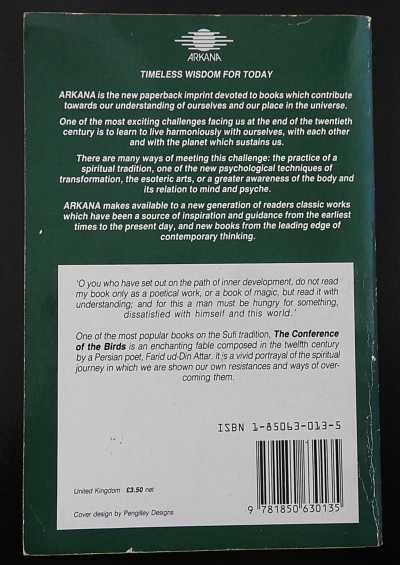 ARKANA
TIMELESS WISDOM FOR TODAY
ARKANA is the new paperback imprint devoted to books which contribute
towards our understanding of ourselves and our place in the universe.
One of the most exciting challenges facing us at the end of the twentieth
century is to learn to live harmoniously with ourselves, with each other
and with the planet which sustains us.
There are many ways of meeting this challenge: the practice of a
spiritual tradition, one of the new psychological techniques of
transformation, the esoteric arts, or a greater awareness of the body and
its relation to mind and psyche.
ARKANA makes available to a new generation of readers classic works
which have been a source of inspiration and guidance from the earliest
times to the present day, and new books from the leading edge of
contemporary thinking.
'O you who have set out on the path of inner development, do not read
my book only as a poetical work, or a book of magic, but read it with
understanding; and for this a man must be hungry for something,
dissatisfied with himself and this world.'
One of the most popular books on the Sufi tradition, The Conference
of the Birds is an enchanting fable composed in the twelfth century
by a Persian poet, Farid ud-Din Attar. It is a vivid portrayal of the spiritual
journey in which we are shown our own resistances and ways of over-
coming them.
ISBN 1-85063-013-5
United Kingdom £3.50 net
9 781850 630135
Cover design by Pengilley Designs